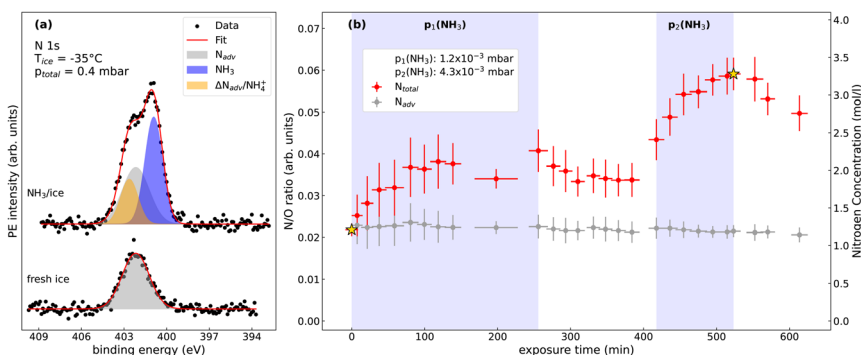 (a)
N 1s
T_ice = -35°C
p_total = 0.4 mbar
Data
Fit
N_adv
NH₃
ΔN_adv/NH₄⁺
NH₃/ice
fresh ice
PE intensity (arb. units)
409 406 403 400 397 394
binding energy (eV)
(b)
p₁(NH₃)
p₂(NH₃)
p₁(NH₃): 1.2x10⁻³ mbar
p₂(NH₃): 4.3x10⁻³ mbar
N_total
N_adv
N/O ratio (arb. units)
0.07
0.06
0.05
0.04
0.03
0.02
0.01
0.00
0 100 200 300 400 500 600
exposure time (min)
4.0
3.5
3.0
2.5
2.0
1.5
1.0
0.5
0.0
Nitrogen Concentration (mol/l)